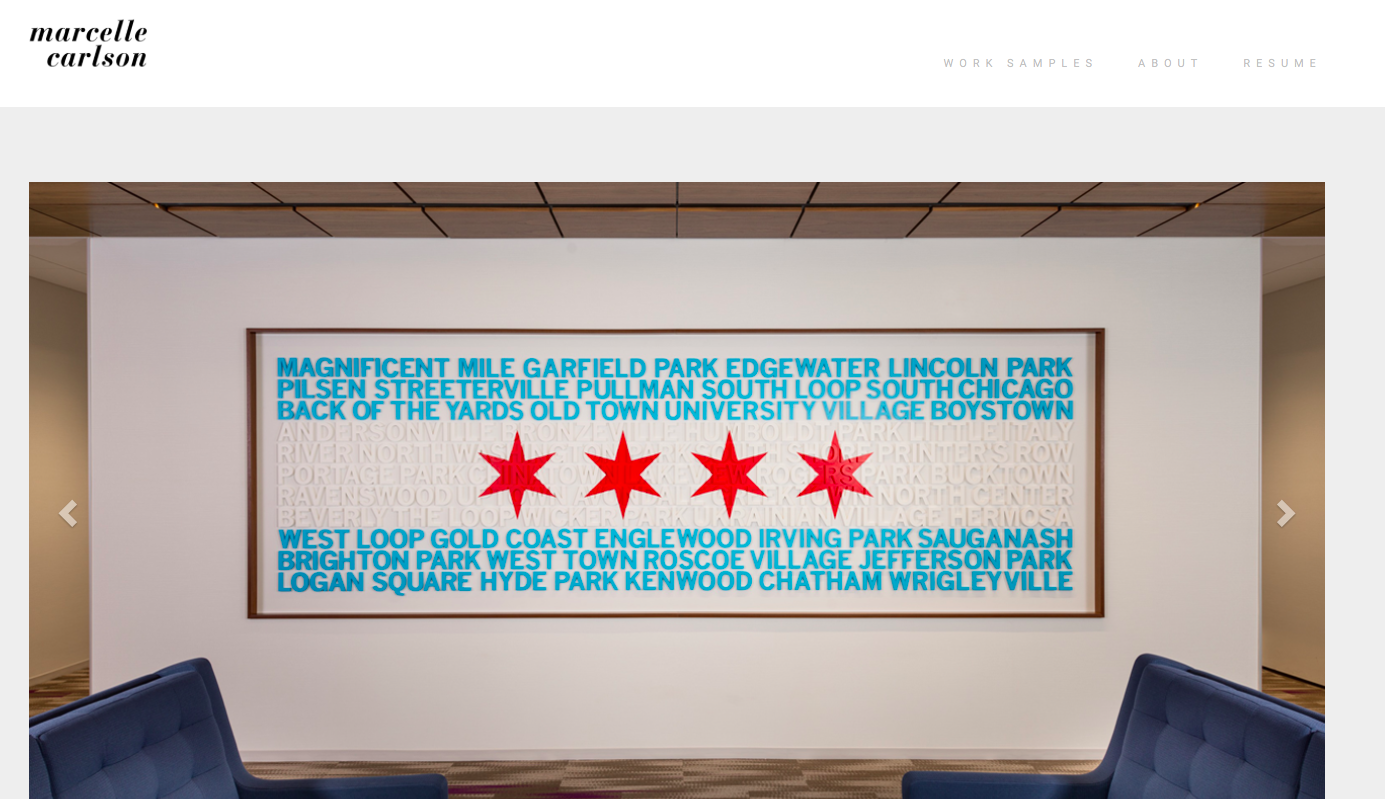 marcelle
carlson
WORK SAMPLES ABOUT RESUME
MAGNIFICENT MILE GARFIELD PARK EDGEWATER LINCOLN PARK
PILSEN STREETERVILLE PULLMAN SOUTH LOOP SOUTH CHICAGO
BACK OF THE YARDS OLD TOWN UNIVERSITY VILLAGE BOYSTOWN
ANDERSONVILLE BRONZEVILLE HUMBOLDT PARK LITTLE ITALY
RIVER NORTH PRINTER'S ROW
PORTAGE PARK PARK BUCKTOWN
RAVENSWOOD NORTH CENTER
BEVERLY THE LOOP WICKER PARK UKRAINIAN VILLAGE HERMOSA
WEST LOOP GOLD COAST ENGLEWOOD IRVING PARK SAUGANASH
BRIGHTON PARK WEST TOWN ROSCOE VILLAGE JEFFERSON PARK
LOGAN SQUARE HYDE PARK KENWOOD CHATHAM WRIGLEYVILLE